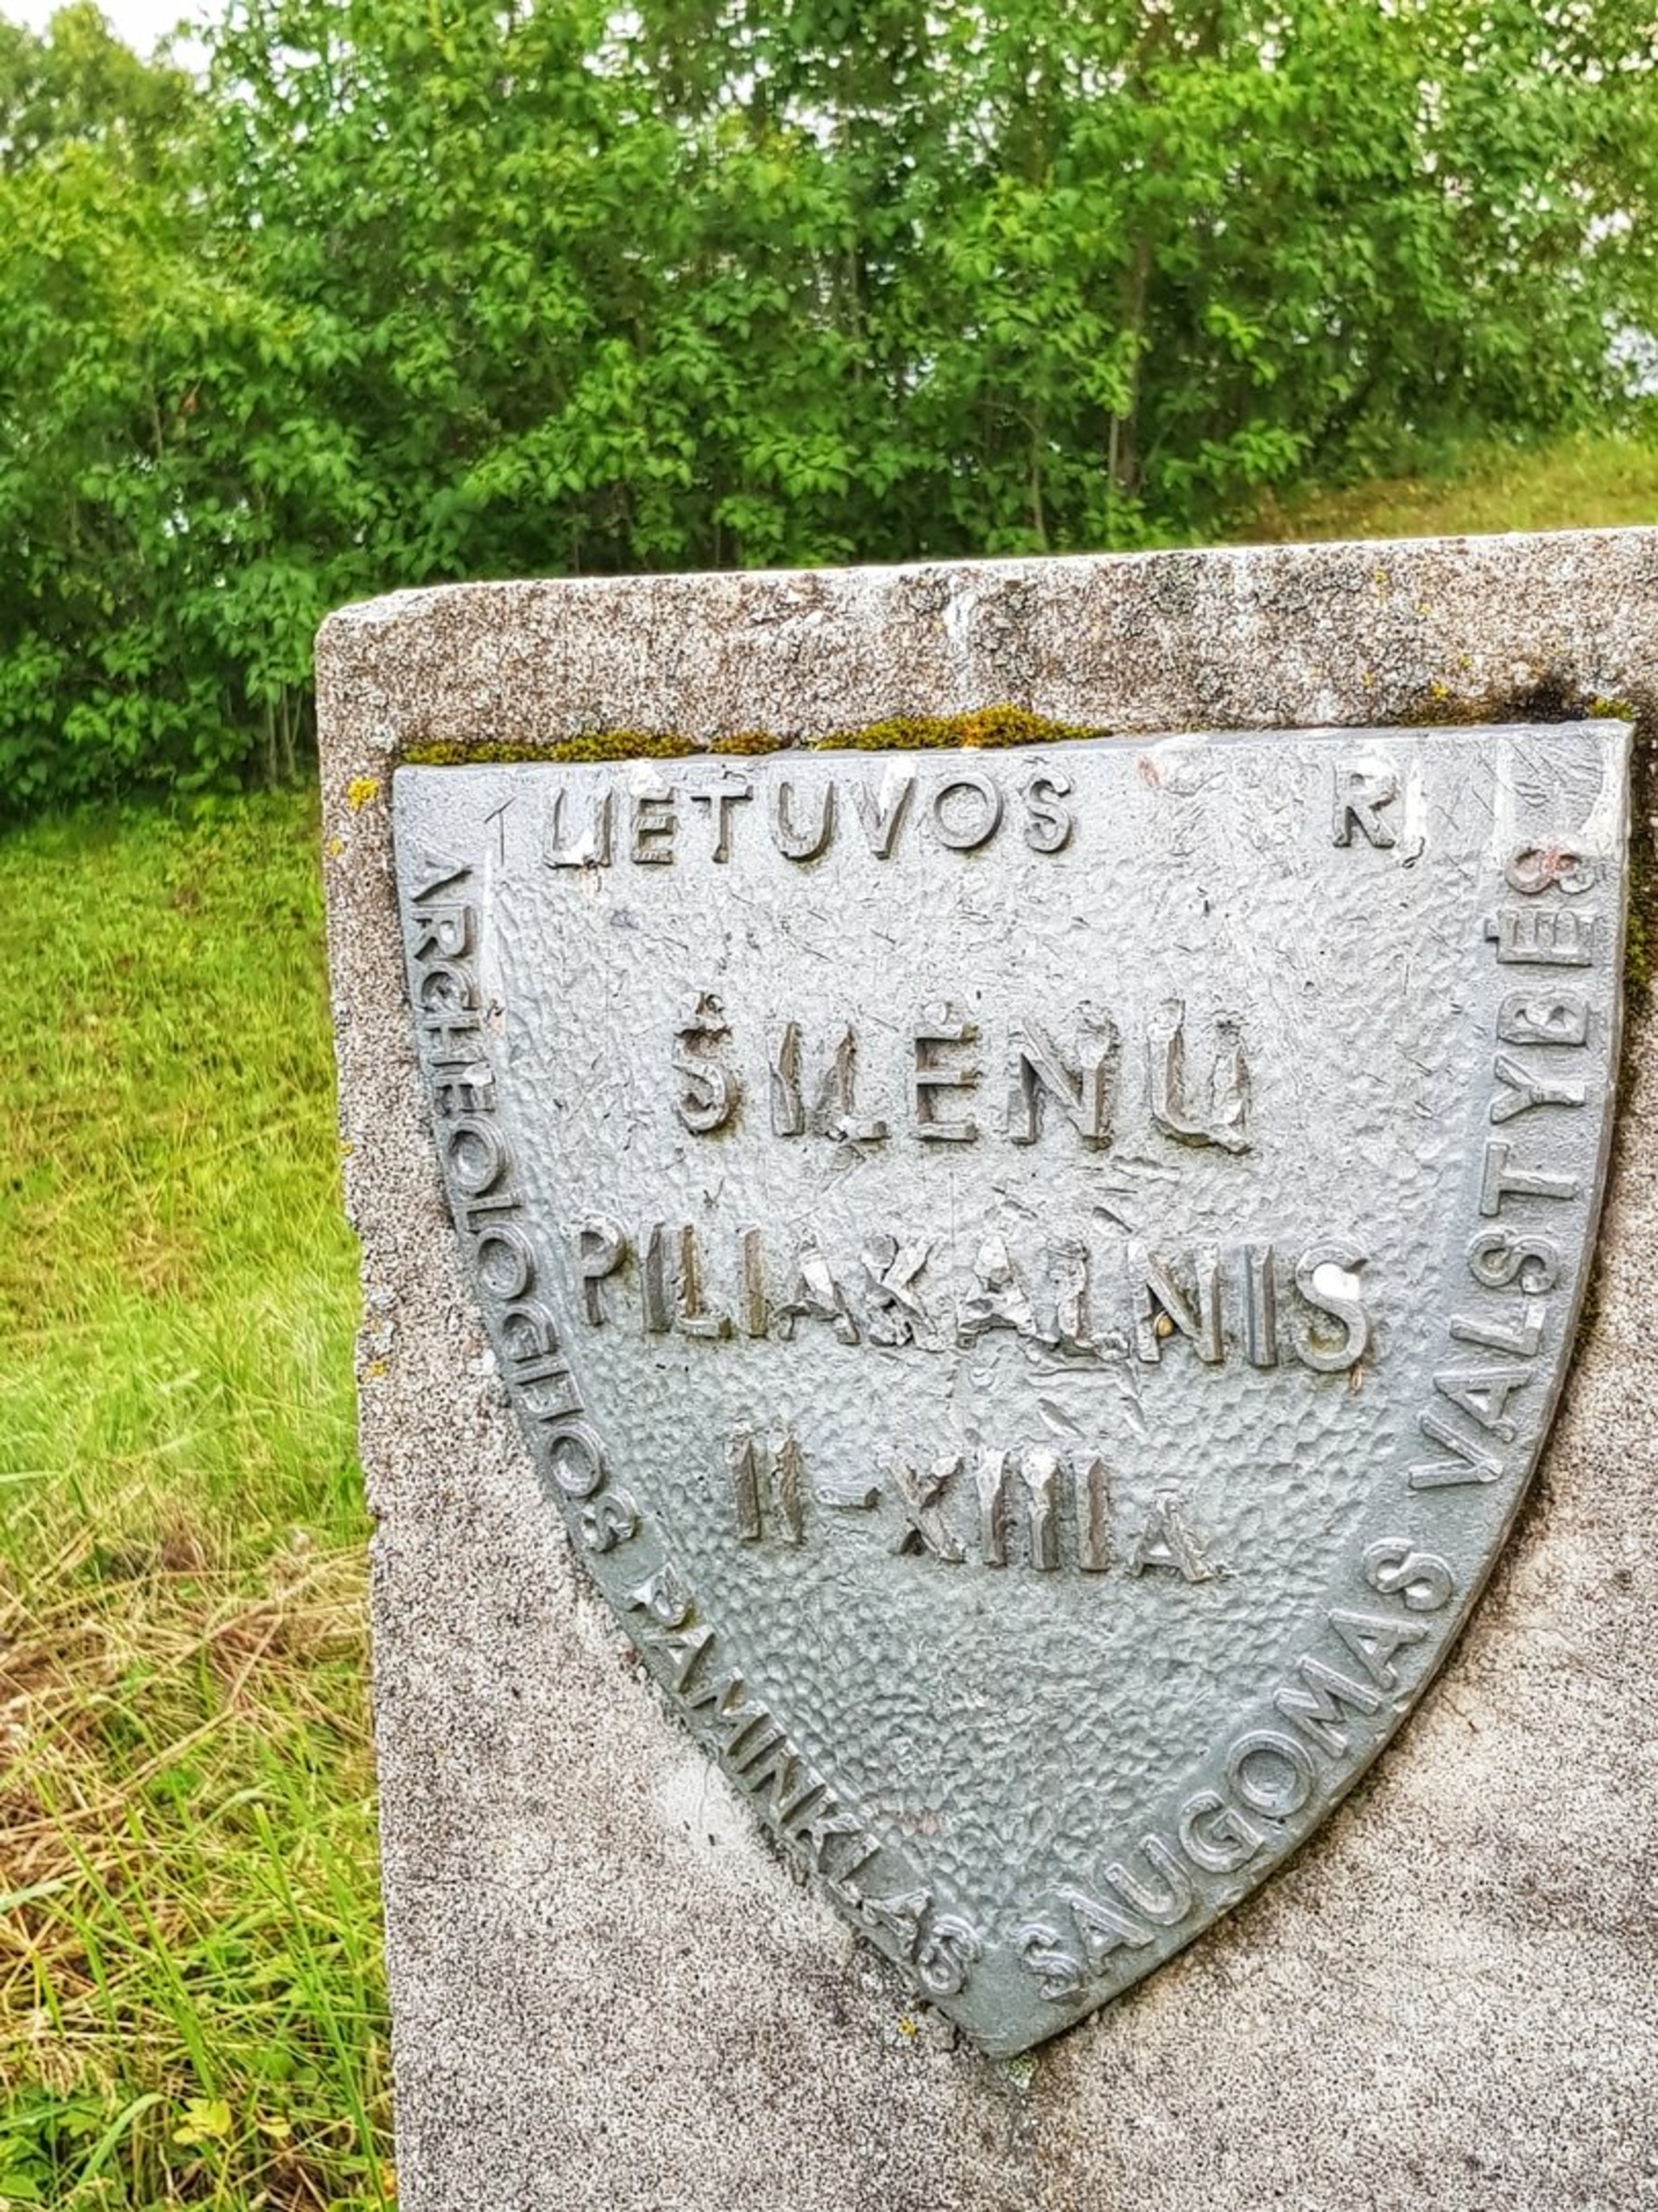 LIETUVOS R
ŠILĖNŲ
PILIAKALNIS
II-XIII A
ARCHEOLOGIJOS PAMINKLAS
SAUGOMAS VALSTYBĖS